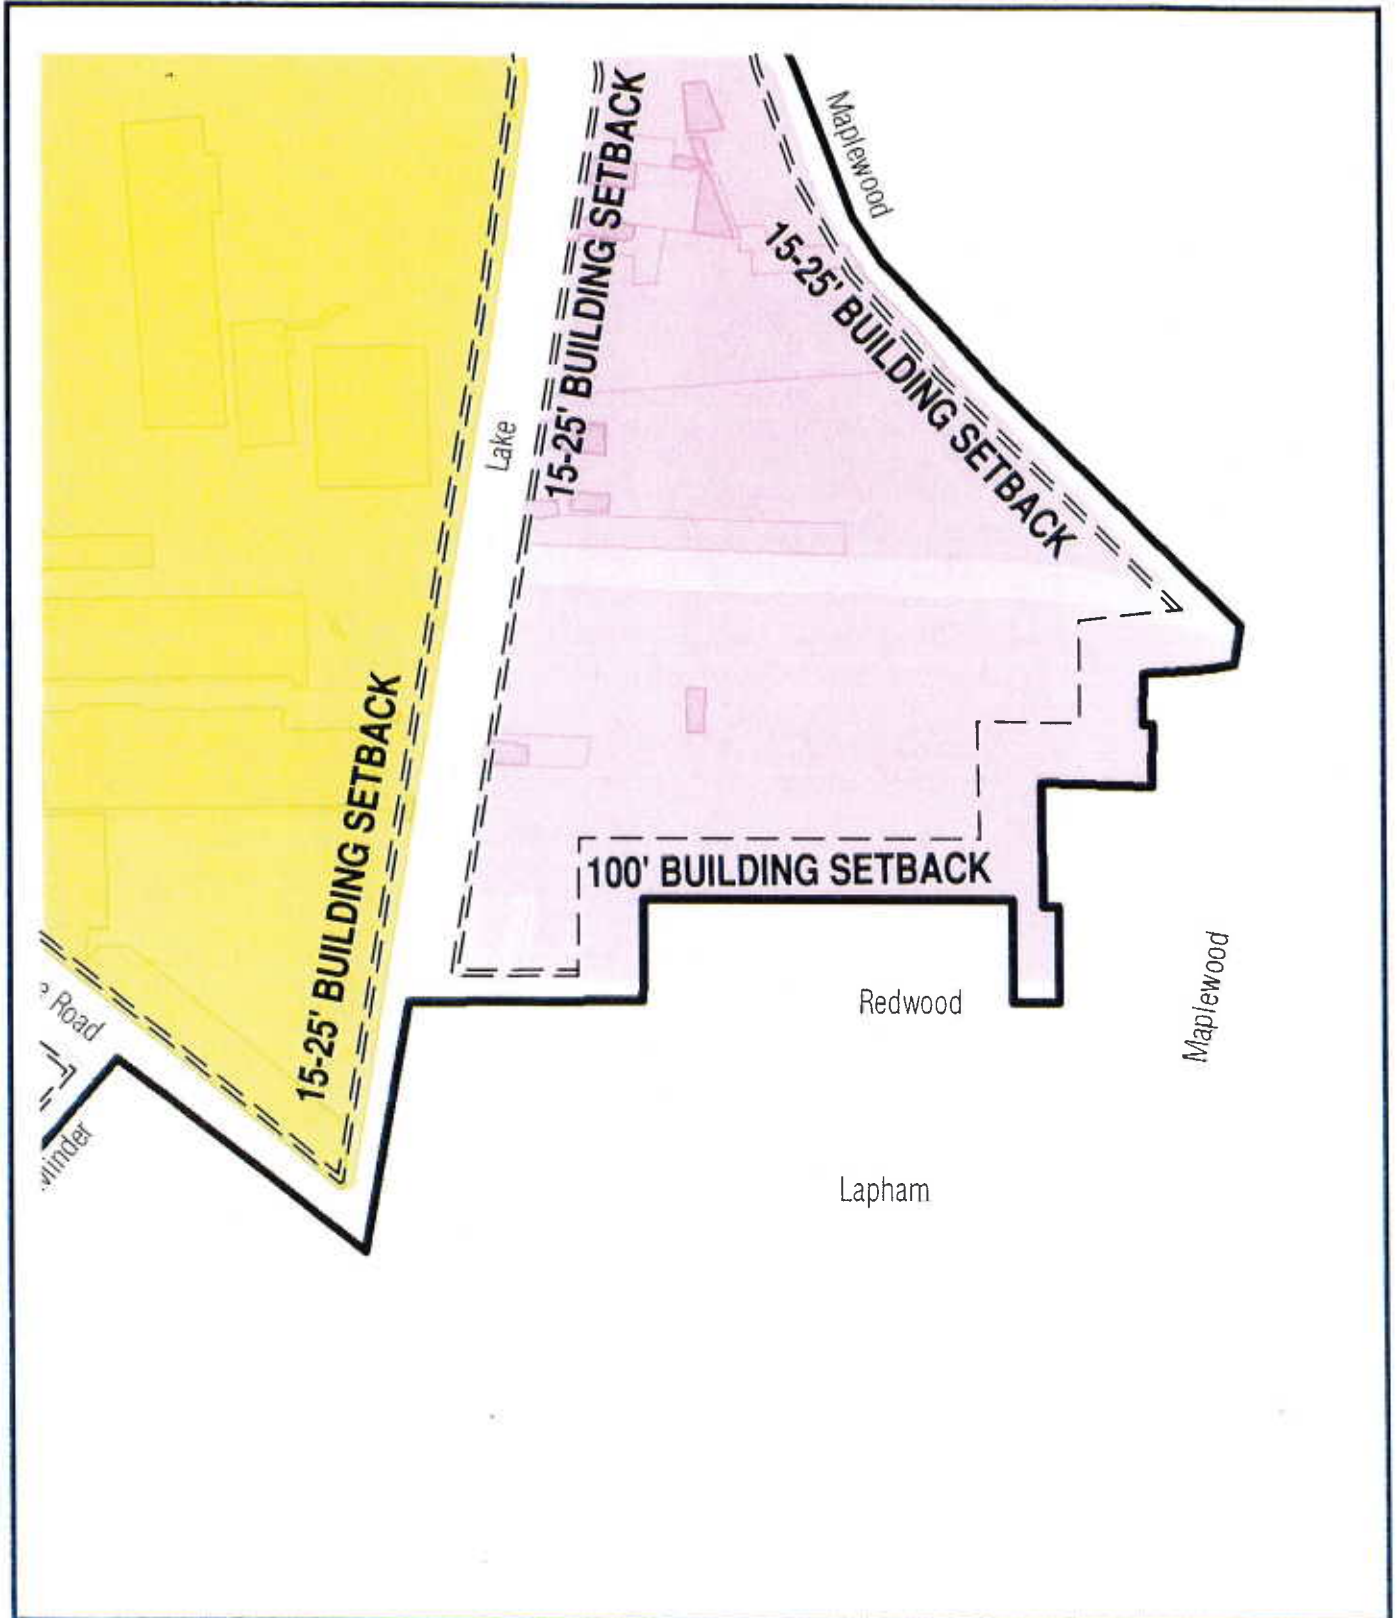 Maplewood
15-25' BUILDING SETBACK
15-25' BUILDING SETBACK
Lake
15-25' BUILDING SETBACK
100' BUILDING SETBACK
Maplewood
Redwood
Road
Lapham